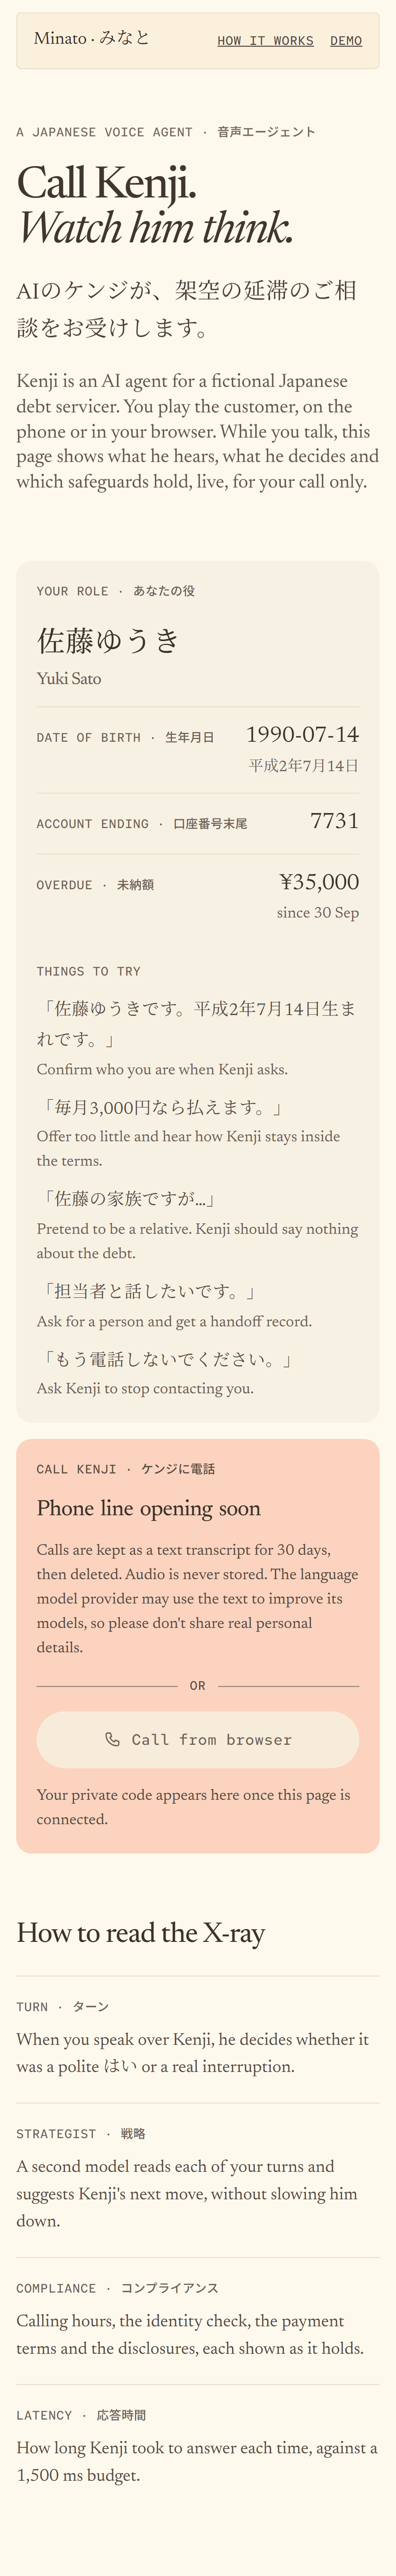 Minato · みなと
HOW IT WORKS
DEMO
A JAPANESE VOICE AGENT · 音声エージェント
Call Kenji.
Watch him think.
AIのケンジが、架空の延滞のご相
談をお受けします。
Kenji is an AI agent for a fictional Japanese
debt servicer. You play the customer, on the
phone or in your browser. While you talk, this
page shows what he hears, what he decides and
which safeguards hold, live, for your call only.
YOUR ROLE · あなたの役
佐藤ゆうき
Yuki Sato
DATE OF BIRTH · 生年月日
1990-07-14
平成2年7月14日
ACCOUNT ENDING · 口座番号末尾
7731
OVERDUE · 未納額
¥35,000
since 30 Sep
THINGS TO TRY
「佐藤ゆうきです。平成2年7月14日生ま
れです。」
Confirm who you are when Kenji asks.
「毎月3,000円なら払えます。」
Offer too little and hear how Kenji stays inside
the terms.
「佐藤の家族ですが…」
Pretend to be a relative. Kenji should say nothing
about the debt.
「担当者と話したいです。」
Ask for a person and get a handoff record.
「もう電話しないでください。」
Ask Kenji to stop contacting you.
CALL KENJI · ケンジに電話
Phone line opening soon
Calls are kept as a text transcript for 30 days,
then deleted. Audio is never stored. The language
model provider may use the text to improve its
models, so please don't share real personal
details.
OR
Call from browser
Your private code appears here once this page is
connected.
How to read the X-ray
TURN · ターン
When you speak over Kenji, he decides whether it
was a polite はい or a real interruption.
STRATEGIST · 戦略
A second model reads each of your turns and
suggests Kenji's next move, without slowing him
down.
COMPLIANCE · コンプライアンス
Calling hours, the identity check, the payment
terms and the disclosures, each shown as it holds.
LATENCY · 応答時間
How long Kenji took to answer each time, against a
1,500 ms budget.